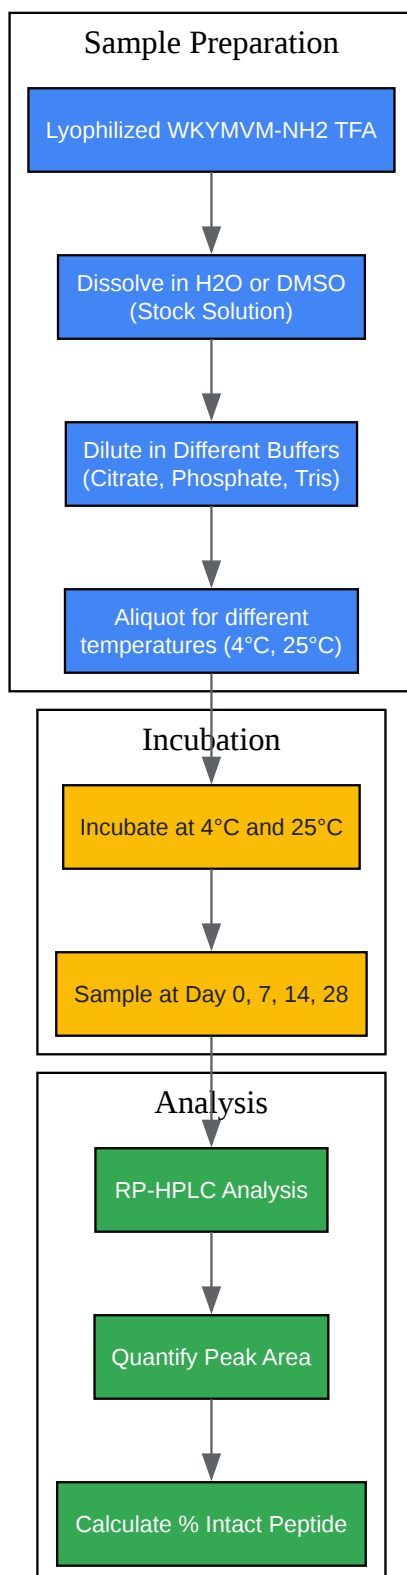 Sample Preparation
Lyophilized WKYMVM-NH2 TFA
Dissolve in H2O or DMSO
(Stock Solution)
Dilute in Different Buffers
(Citrate, Phosphate, Tris)
Aliquot for different
temperatures (4°C, 25°C)
Incubation
Incubate at 4°C and 25°C
Sample at Day 0, 7, 14, 28
Analysis
RP-HPLC Analysis
Quantify Peak Area
Calculate % Intact Peptide